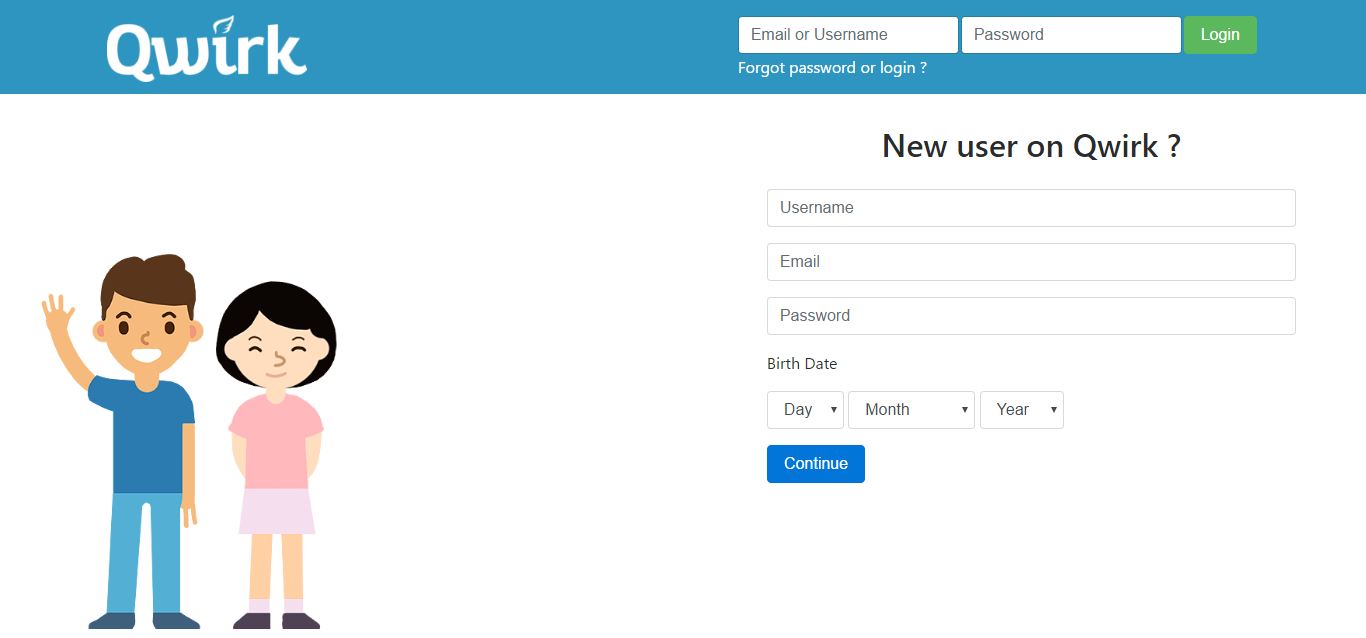 Qwirk
Email or Username Password Login
Forgot password or login ?
New user on Qwirk ?
Username
Email
Password
Birth Date
Day Month Year
Continue